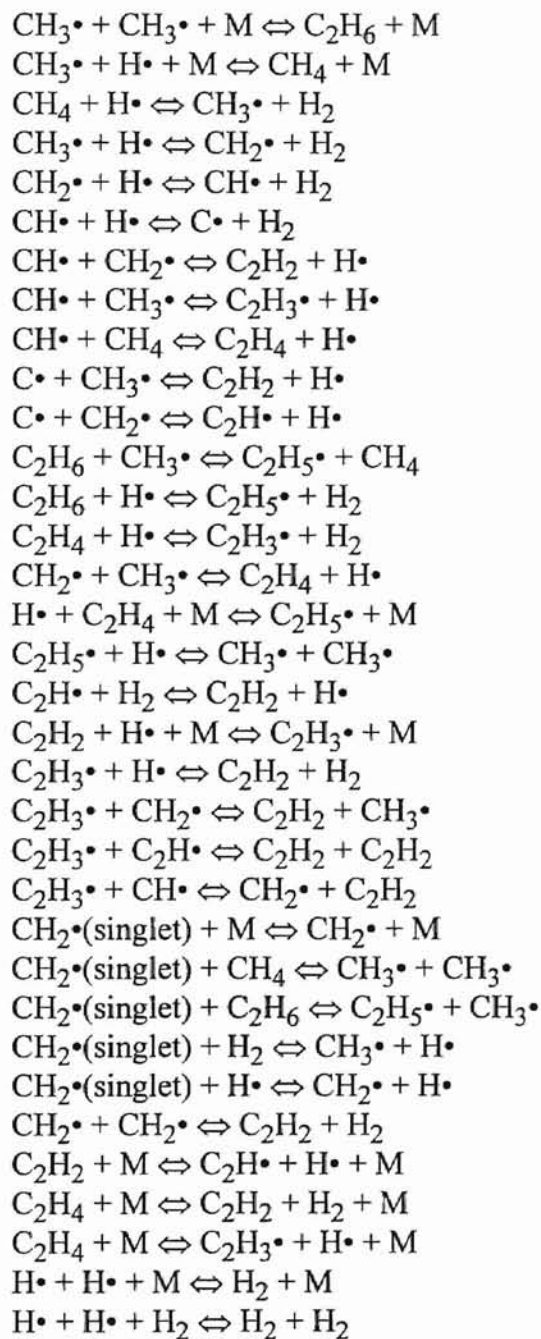 CH₃• + CH₃• + M ⇔ C₂H₆ + M
CH₃• + H• + M ⇔ CH₄ + M
CH₄ + H• ⇔ CH₃• + H₂
CH₃• + H• ⇔ CH₂• + H₂
CH₂• + H• ⇔ CH• + H₂
CH• + H• ⇔ C• + H₂
CH• + CH₂• ⇔ C₂H₂ + H•
CH• + CH₃• ⇔ C₂H₃• + H•
CH• + CH₄ ⇔ C₂H₄ + H•
C• + CH₃• ⇔ C₂H₂ + H•
C• + CH₂• ⇔ C₂H• + H•
C₂H₆ + CH₃• ⇔ C₂H₅• + CH₄
C₂H₆ + H• ⇔ C₂H₅• + H₂
C₂H₄ + H• ⇔ C₂H₃• + H₂
CH₂• + CH₃• ⇔ C₂H₄ + H•
H• + C₂H₄ + M ⇔ C₂H₅• + M
C₂H₅• + H• ⇔ CH₃• + CH₃•
C₂H• + H₂ ⇔ C₂H₂ + H•
C₂H₂ + H• + M ⇔ C₂H₃• + M
C₂H₃• + H• ⇔ C₂H₂ + H₂
C₂H₃• + CH₂• ⇔ C₂H₂ + CH₃•
C₂H₃• + C₂H• ⇔ C₂H₂ + C₂H₂
C₂H₃• + CH• ⇔ CH₂• + C₂H₂
CH₂•(singlet) + M ⇔ CH₂• + M
CH₂•(singlet) + CH₄ ⇔ CH₃• + CH₃•
CH₂•(singlet) + C₂H₆ ⇔ C₂H₅• + CH₃•
CH₂•(singlet) + H₂ ⇔ CH₃• + H•
CH₂•(singlet) + H• ⇔ CH₂• + H•
CH₂• + CH₂• ⇔ C₂H₂ + H₂
C₂H₂ + M ⇔ C₂H• + H• + M
C₂H₄ + M ⇔ C₂H₂ + H₂ + M
C₂H₄ + M ⇔ C₂H₃• + H• + M
H• + H• + M ⇔ H₂ + M
H• + H• + H₂ ⇔ H₂ + H₂